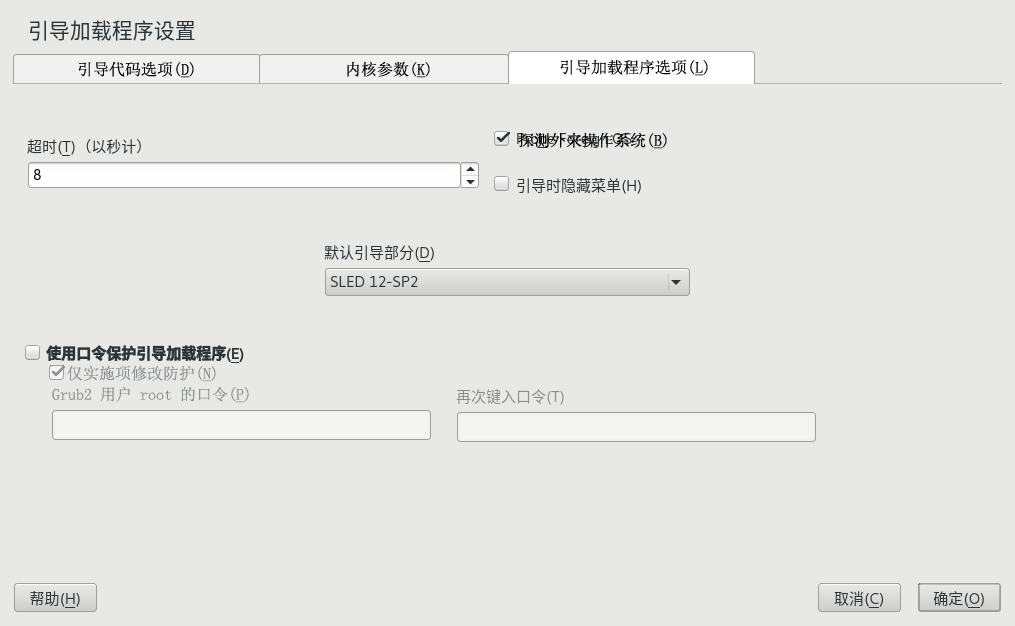 引导加载程序设置
引导代码选项(D)
内核参数(K)
引导加载程序选项(L)
超时(T)（以秒计）
8
探测外来操作系统(B)
引导时隐藏菜单(H)
默认引导部分(D)
SLED 12-SP2
使用口令保护引导加载程序(E)
仅实施项修改防护(N)
Grub2 用户 root 的口令(P)
再次键入口令(T)
帮助(H)
取消(C)
确定(O)